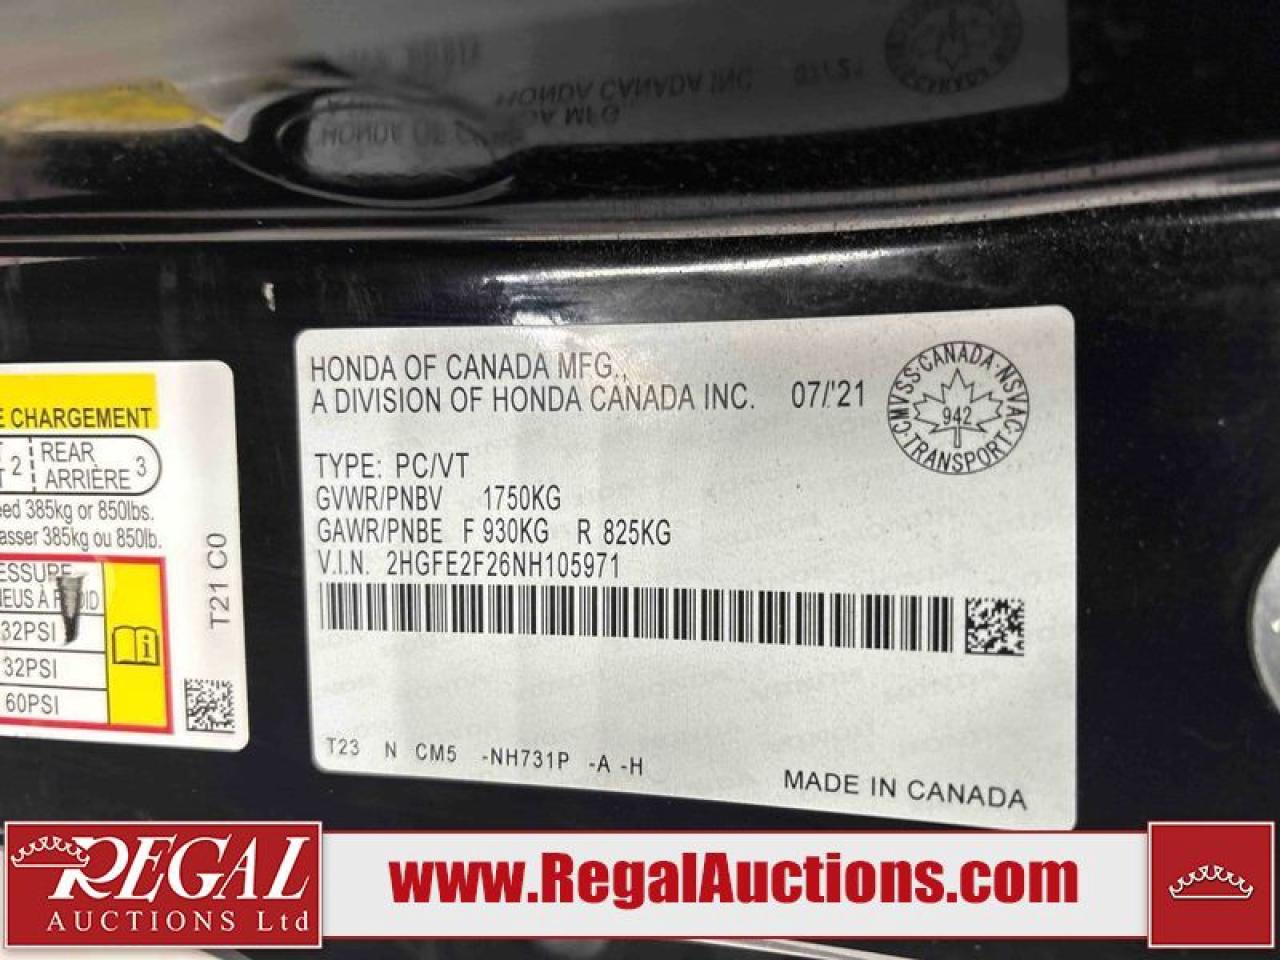 HONDA OF CANADA MFG.,
A DIVISION OF HONDA CANADA INC. 07/'21
CMVSS·CANADA·NSVAC·TRANSPORT
942
TYPE: PC/VT
GVWR/PNBV 1750KG
GAWR/PNBE F 930KG R 825KG
V.I.N. 2HGFE2F26NH105971
T23 N CM5 -NH731P -A -H
MADE IN CANADA
E CHARGEMENT
2 REAR
ARRIÈRE 3
385kg or 850lbs.
385kg ou 850lb.
32PSI
32PSI
60PSI
T21 C0
REGAL
AUCTIONS Ltd
www.RegalAuctions.com